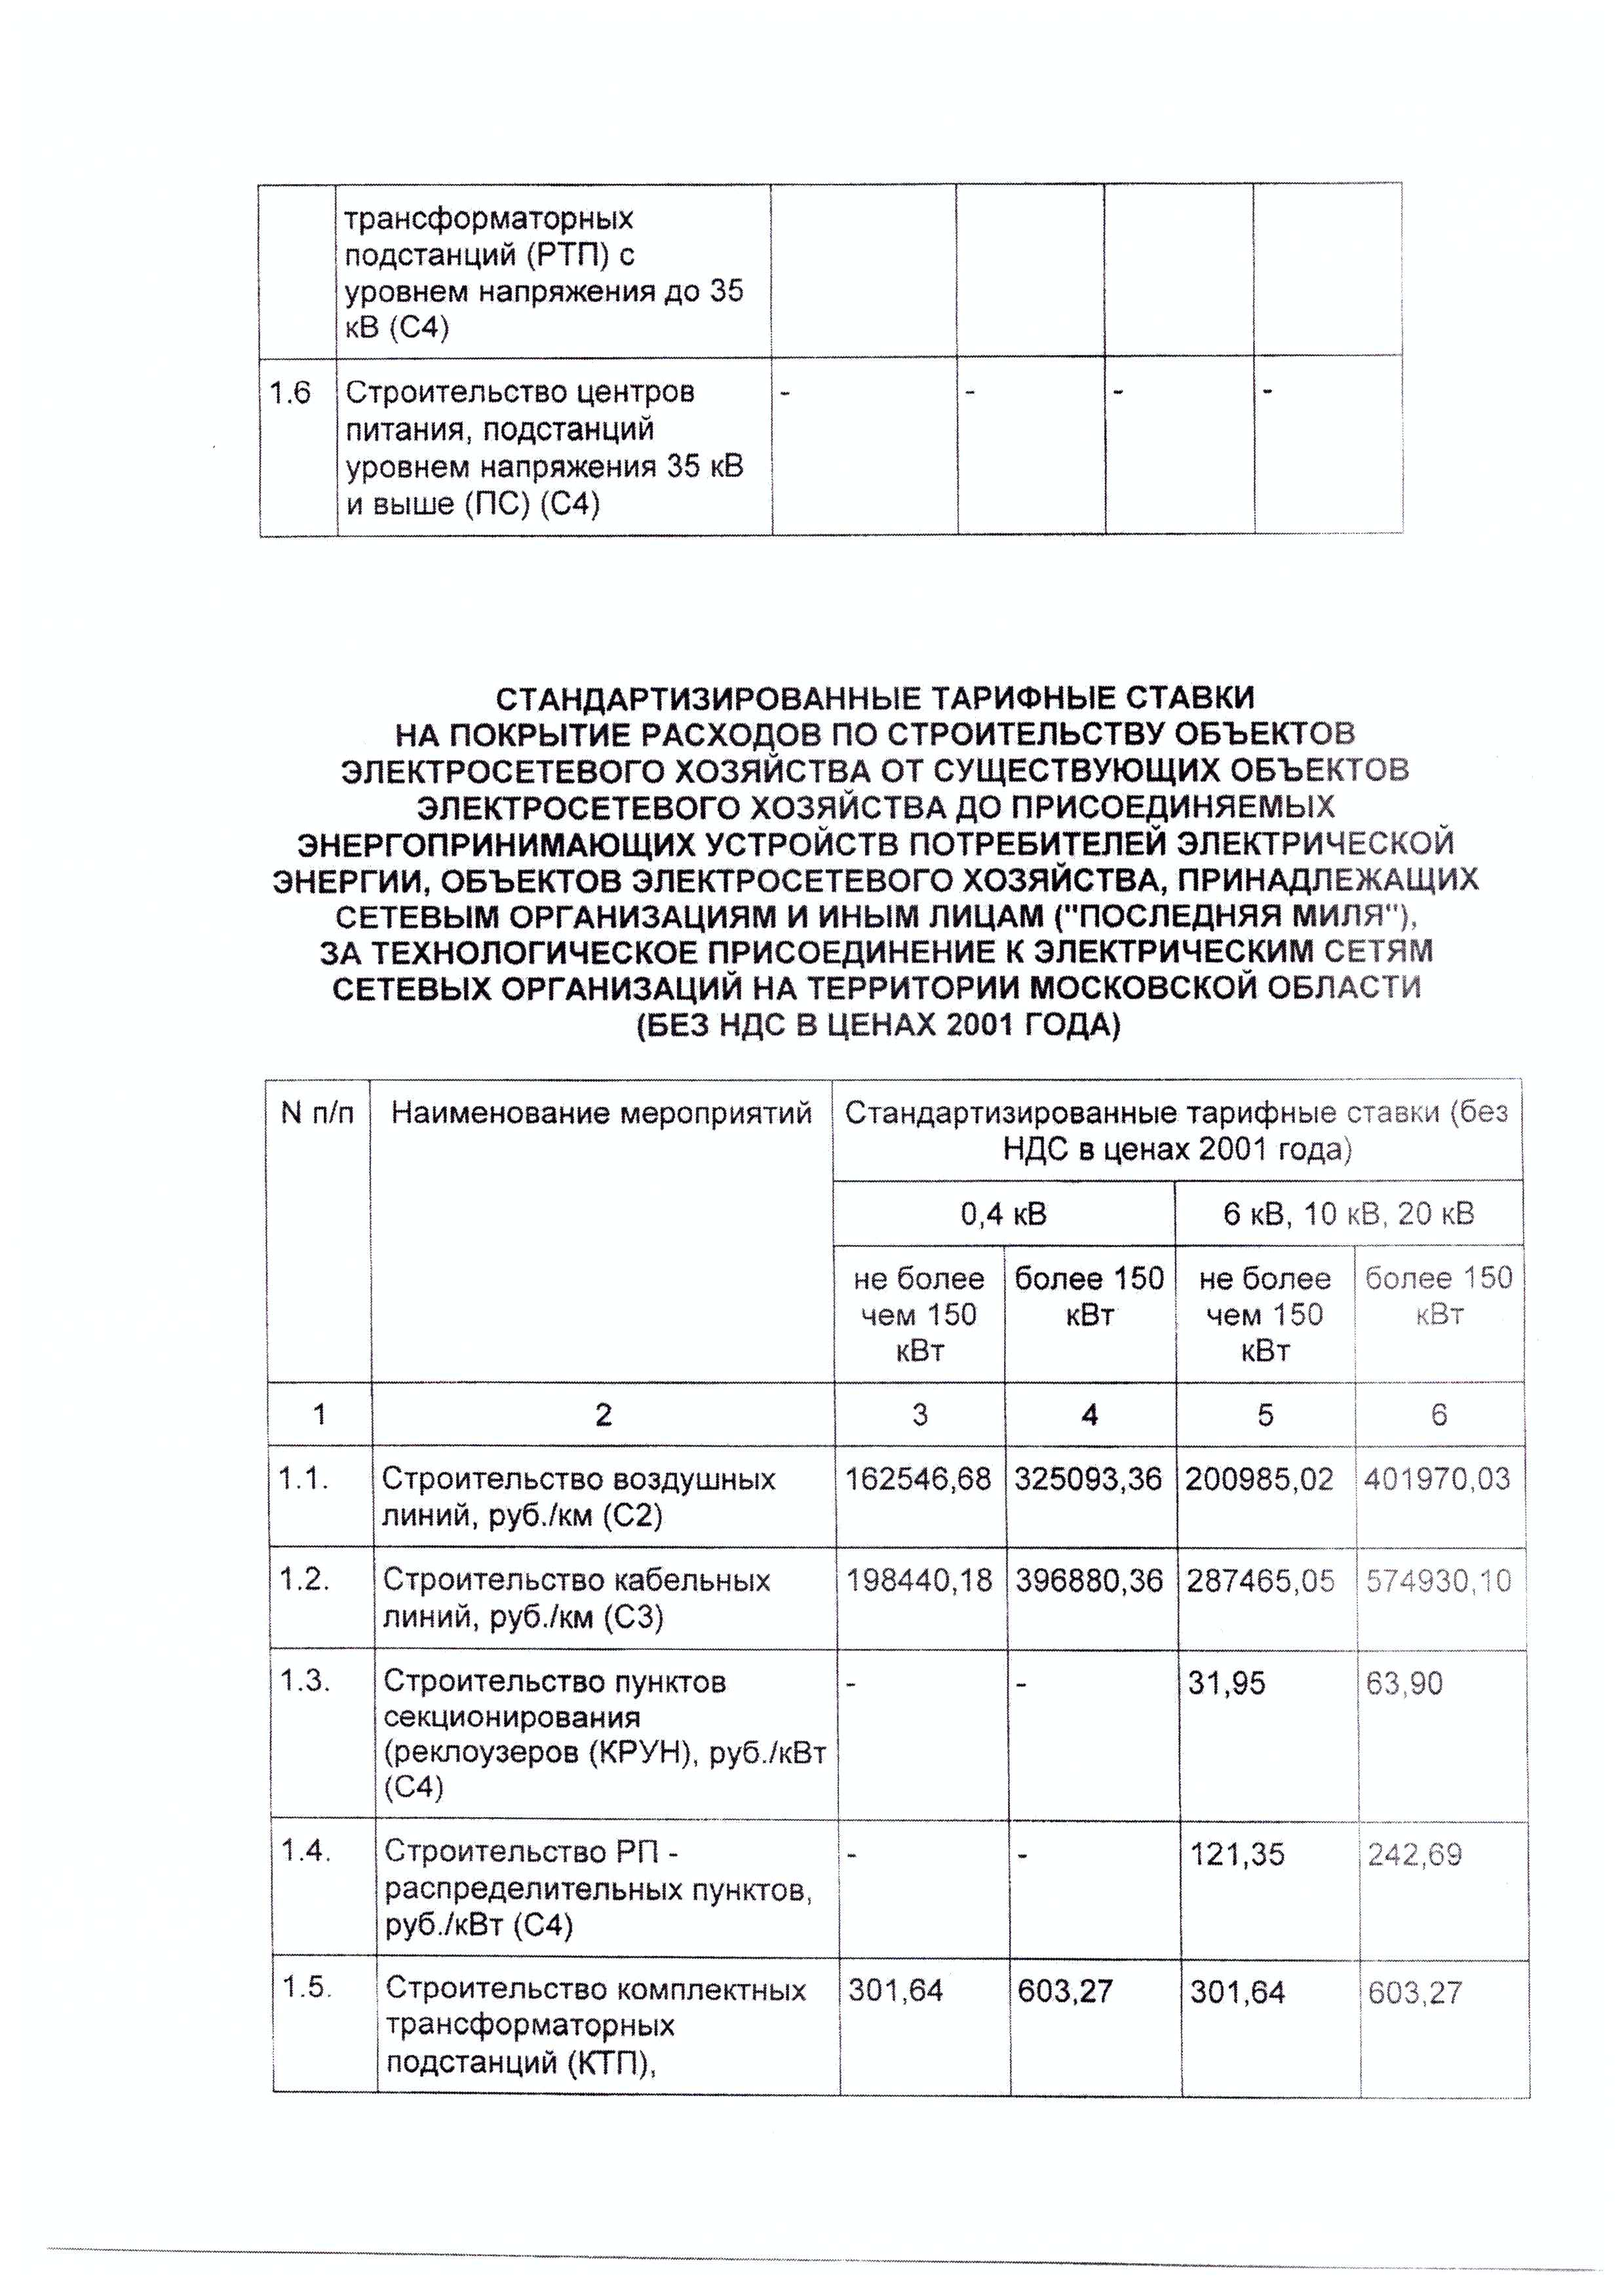 трансформаторных
подстанций (РТП) с
уровнем напряжения до 35
кВ (С4)
1.6 Строительство центров - - - -
питания, подстанций
уровнем напряжения 35 кВ
и выше (ПС) (С4)
СТАНДАРТИЗИРОВАННЫЕ ТАРИФНЫЕ СТАВКИ
НА ПОКРЫТИЕ РАСХОДОВ ПО СТРОИТЕЛЬСТВУ ОБЪЕКТОВ
ЭЛЕКТРОСЕТЕВОГО ХОЗЯЙСТВА ОТ СУЩЕСТВУЮЩИХ ОБЪЕКТОВ
ЭЛЕКТРОСЕТЕВОГО ХОЗЯЙСТВА ДО ПРИСОЕДИНЯЕМЫХ
ЭНЕРГОПРИНИМАЮЩИХ УСТРОЙСТВ ПОТРЕБИТЕЛЕЙ ЭЛЕКТРИЧЕСКОЙ
ЭНЕРГИИ, ОБЪЕКТОВ ЭЛЕКТРОСЕТЕВОГО ХОЗЯЙСТВА, ПРИНАДЛЕЖАЩИХ
СЕТЕВЫМ ОРГАНИЗАЦИЯМ И ИНЫМ ЛИЦАМ ("ПОСЛЕДНЯЯ МИЛЯ"),
ЗА ТЕХНОЛОГИЧЕСКОЕ ПРИСОЕДИНЕНИЕ К ЭЛЕКТРИЧЕСКИМ СЕТЯМ
СЕТЕВЫХ ОРГАНИЗАЦИЙ НА ТЕРРИТОРИИ МОСКОВСКОЙ ОБЛАСТИ
(БЕЗ НДС В ЦЕНАХ 2001 ГОДА)
N п/п Наименование мероприятий Стандартизированные тарифные ставки (без
НДС в ценах 2001 года)
0,4 кВ 6 кВ, 10 кВ, 20 кВ
не более более 150 не более более 150
чем 150 кВт чем 150 кВт
кВт кВт
1 2 3 4 5 6
1.1. Строительство воздушных 162546,68 325093,36 200985,02 401970,03
линий, руб./км (С2)
1.2. Строительство кабельных 198440,18 396880,36 287465,05 574930,10
линий, руб./км (С3)
1.3. Строительство пунктов - - 31,95 63,90
секционирования
(реклоузеров (КРУН), руб./кВт
(С4)
1.4. Строительство РП - - - 121,35 242,69
распределительных пунктов,
руб./кВт (С4)
1.5. Строительство комплектных 301,64 603,27 301,64 603,27
трансформаторных
подстанций (КТП),